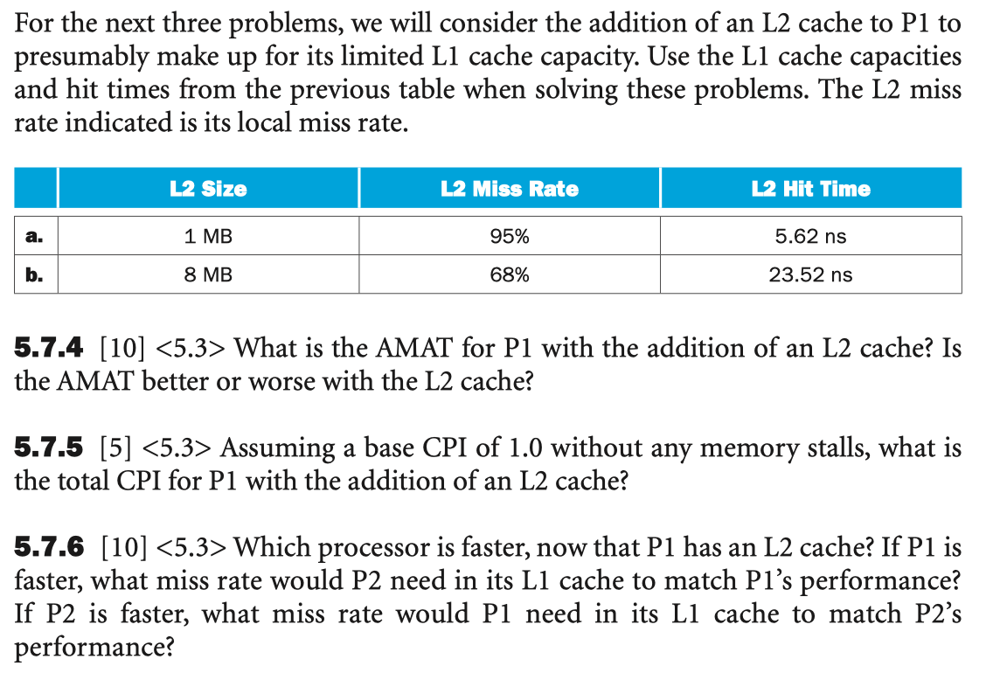 For the next three problems, we will consider the addition of an L2 cache to P1 to
presumably make up for its limited L1 cache capacity. Use the L1 cache capacities
and hit times from the previous table when solving these problems. The L2 miss
rate indicated is its local miss rate.
L2 Size L2 Miss Rate L2 Hit Time
a. 1 MB 95% 5.62 ns
b. 8 MB 68% 23.52 ns
5.7.4 [10] <5.3> What is the AMAT for P1 with the addition of an L2 cache? Is
the AMAT better or worse with the L2 cache?
5.7.5 [5] <5.3> Assuming a base CPI of 1.0 without any memory stalls, what is
the total CPI for P1 with the addition of an L2 cache?
5.7.6 [10] <5.3> Which processor is faster, now that P1 has an L2 cache? If P1 is
faster, what miss rate would P2 need in its L1 cache to match P1’s performance?
If P2 is faster, what miss rate would P1 need in its L1 cache to match P2’s
performance?